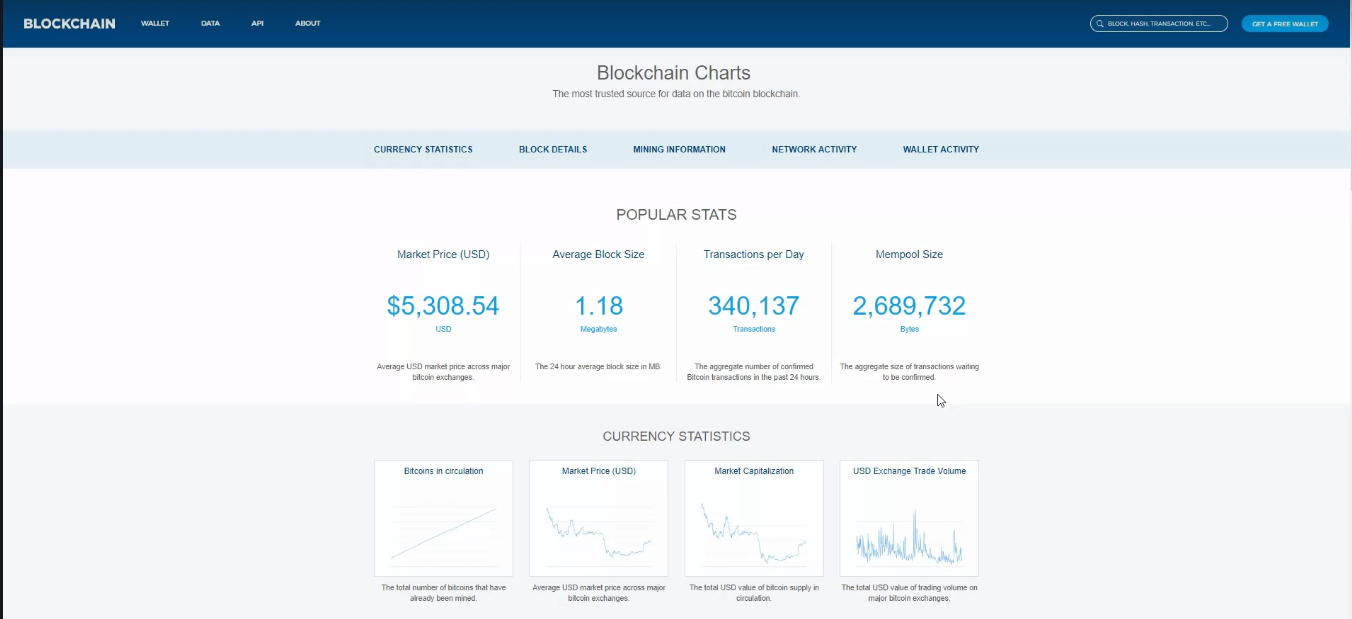 BLOCKCHAIN WALLET DATA API ABOUT BLOCK, HASH, TRANSACTION, ETC... GET A FREE WALLET
Blockchain Charts
The most trusted source for data on the bitcoin blockchain.
CURRENCY STATISTICS BLOCK DETAILS MINING INFORMATION NETWORK ACTIVITY WALLET ACTIVITY
POPULAR STATS
Market Price (USD)
$5,308.54
USD
Average USD market price across major
bitcoin exchanges.
Average Block Size
1.18
Megabytes
The 24 hour average block size in MB.
Transactions per Day
340,137
Transactions
The aggregate number of confirmed
Bitcoin transactions in the past 24 hours.
Mempool Size
2,689,732
Bytes
The aggregate size of transactions waiting
to be confirmed.
CURRENCY STATISTICS
Bitcoins in circulation
The total number of bitcoins that have
already been mined.
Market Price (USD)
Average USD market price across major
bitcoin exchanges.
Market Capitalization
The total USD value of bitcoin supply in
circulation.
USD Exchange Trade Volume
The total USD value of trading volume on
major bitcoin exchanges.